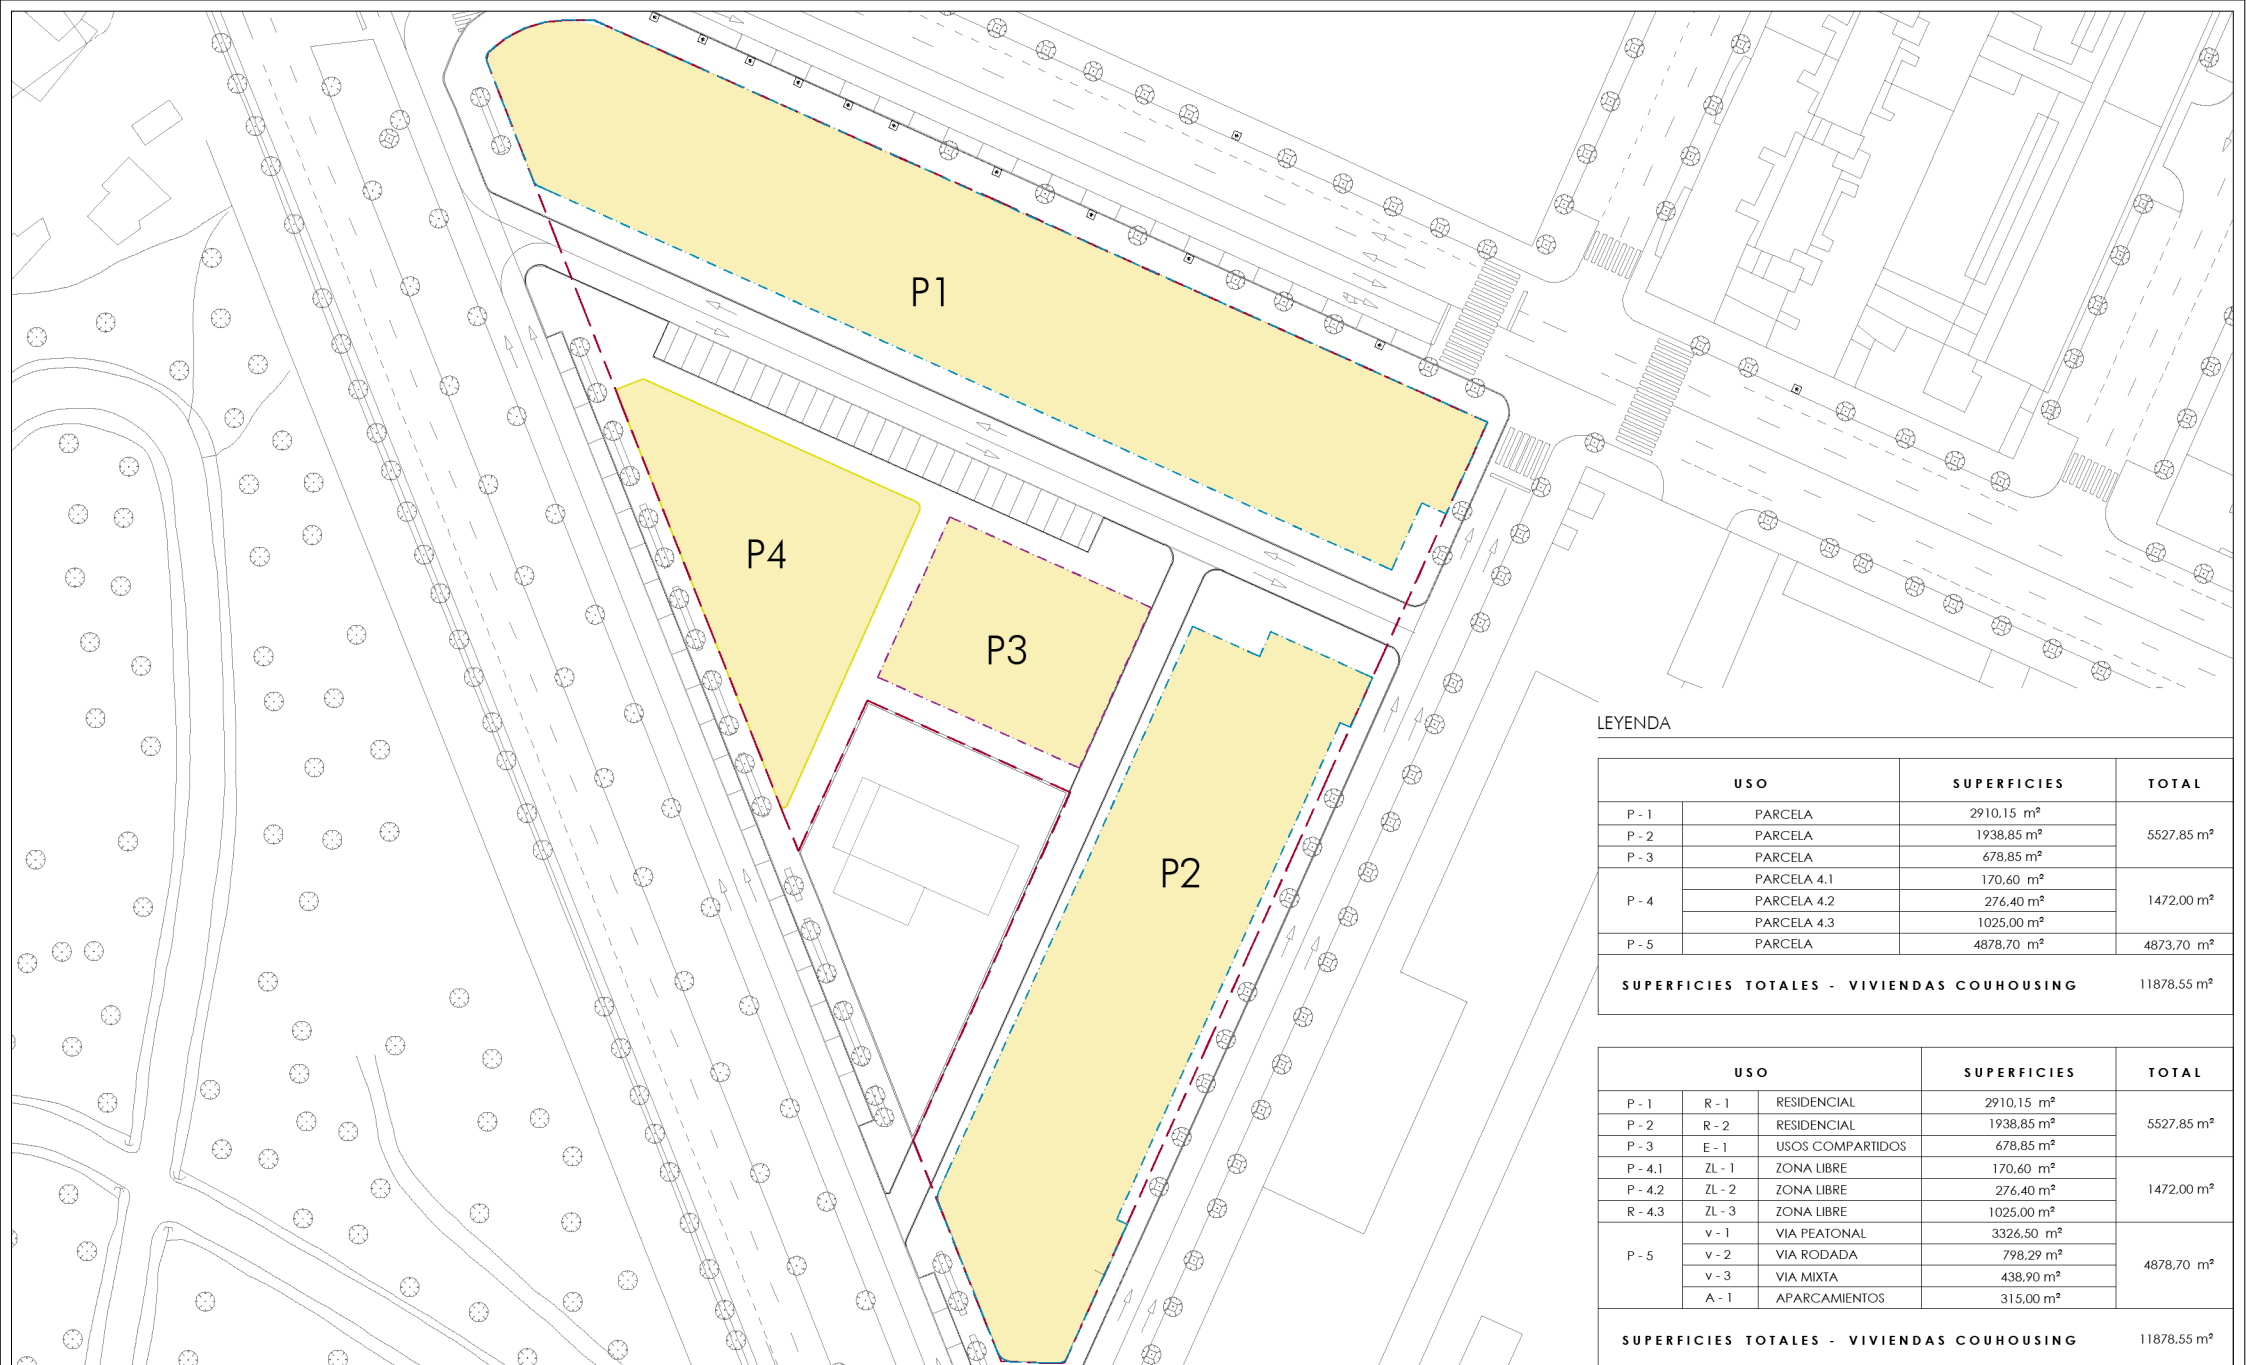 P1
P4
P3
P2
LEYENDA
USO SUPERFICIES TOTAL
P - 1 PARCELA 2910,15 m²
P - 2 PARCELA 1938,85 m² 5527,85 m²
P - 3 PARCELA 678,85 m²
PARCELA 4.1 170,60 m²
P - 4 PARCELA 4.2 276,40 m² 1472,00 m²
PARCELA 4.3 1025,00 m²
P - 5 PARCELA 4878,70 m² 4873,70 m²
SUPERFICIES TOTALES - VIVIENDAS COUHOUSING 11878,55 m²
USO SUPERFICIES TOTAL
P - 1 R - 1 RESIDENCIAL 2910,15 m²
P - 2 R - 2 RESIDENCIAL 1938,85 m² 5527,85 m²
P - 3 E - 1 USOS COMPARTIDOS 678,85 m²
P - 4.1 ZL - 1 ZONA LIBRE 170,60 m²
P - 4.2 ZL - 2 ZONA LIBRE 276,40 m² 1472,00 m²
R - 4.3 ZL - 3 ZONA LIBRE 1025,00 m²
v - 1 VIA PEATONAL 3326,50 m²
P - 5 v - 2 VIA RODADA 798,29 m² 4878,70 m²
v - 3 VIA MIXTA 438,90 m²
A - 1 APARCAMIENTOS 315,00 m²
SUPERFICIES TOTALES - VIVIENDAS COUHOUSING 11878,55 m²